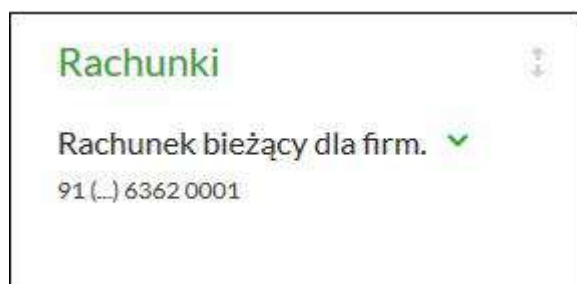 Rachunki
Rachunek bieżący dla firm.
91 (...) 6362 0001